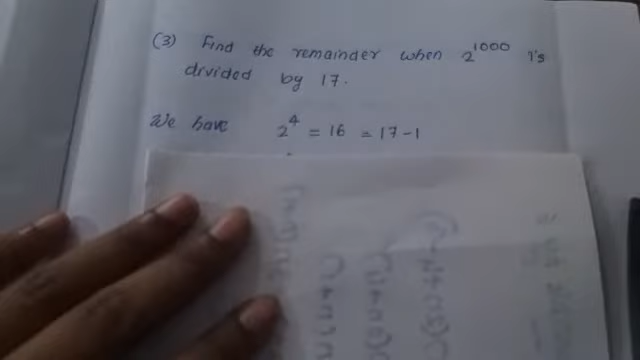 (3) Find the remainder when 2^1000 is
divided by 17.
We have 2^4 = 16 = 17 - 1